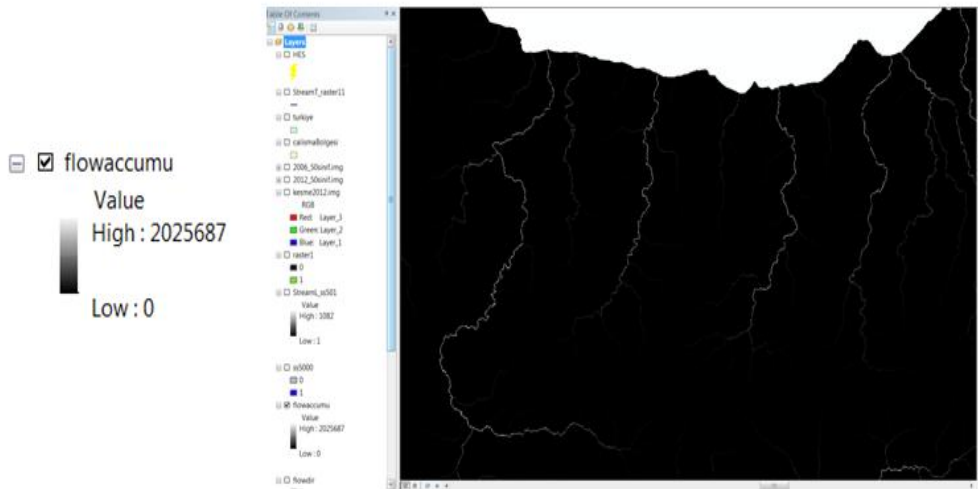 flowaccumu
Value
High : 2025687
Low : 0
Table Of Contents
Layers
HES
StreamT_raster11
turkiye
calismaBolgesi
2006_50sinif.img
2012_50sinif.img
kesme2012.img
RGB
Red: Layer_3
Green: Layer_2
Blue: Layer_1
raster1
0
1
StreamL_ss501
Value
High : 1082
Low : 1
ss5000
0
1
flowaccumu
Value
High : 2025687
Low : 0
flowdir